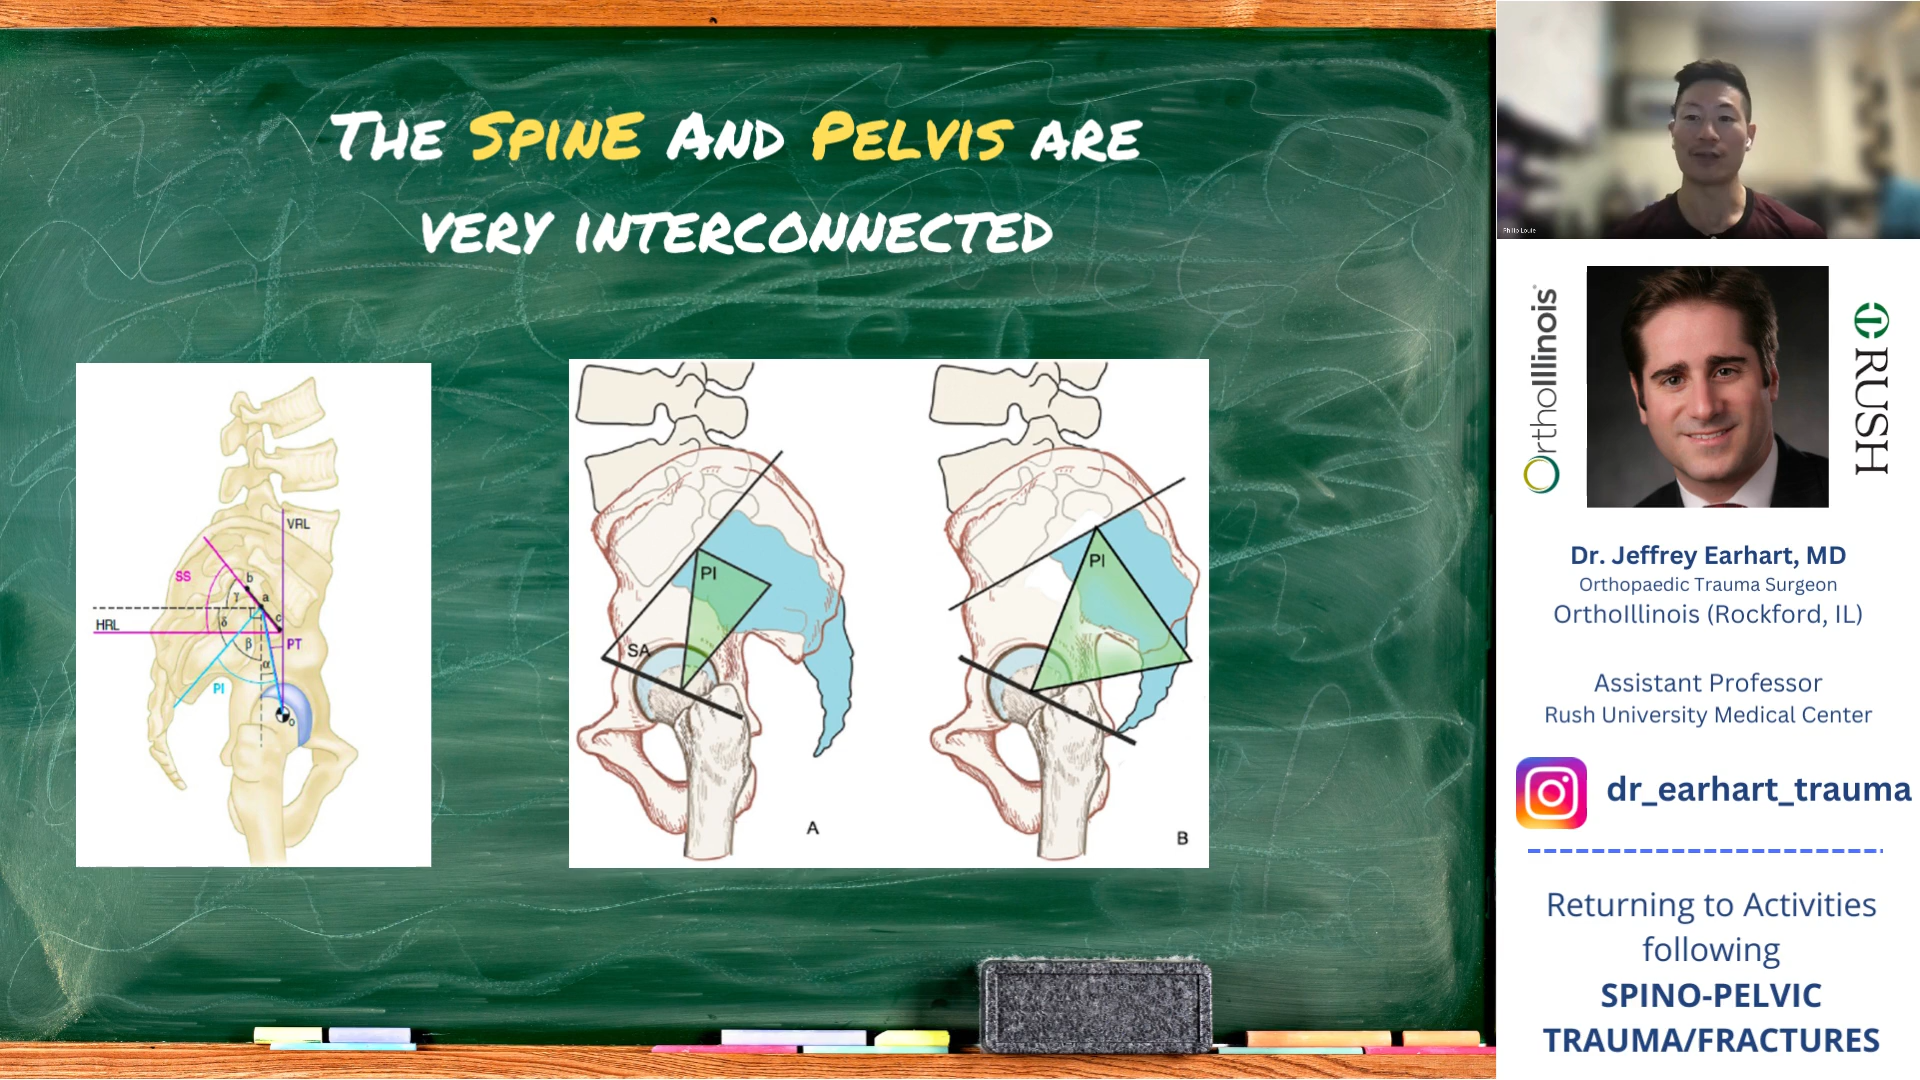 THE SPINE AND PELVIS ARE
VERY INTERCONNECTED
VRL
SS
b
γ
a
c
HRL
δ
β
PT
α
PI
o
PI
SA
A
PI
B
Philip Louie
OrthoIllinois
RUSH
Dr. Jeffrey Earhart, MD
Orthopaedic Trauma Surgeon
OrthoIllinois (Rockford, IL)
Assistant Professor
Rush University Medical Center
dr_earhart_trauma
Returning to Activities
following
SPINO-PELVIC
TRAUMA/FRACTURES